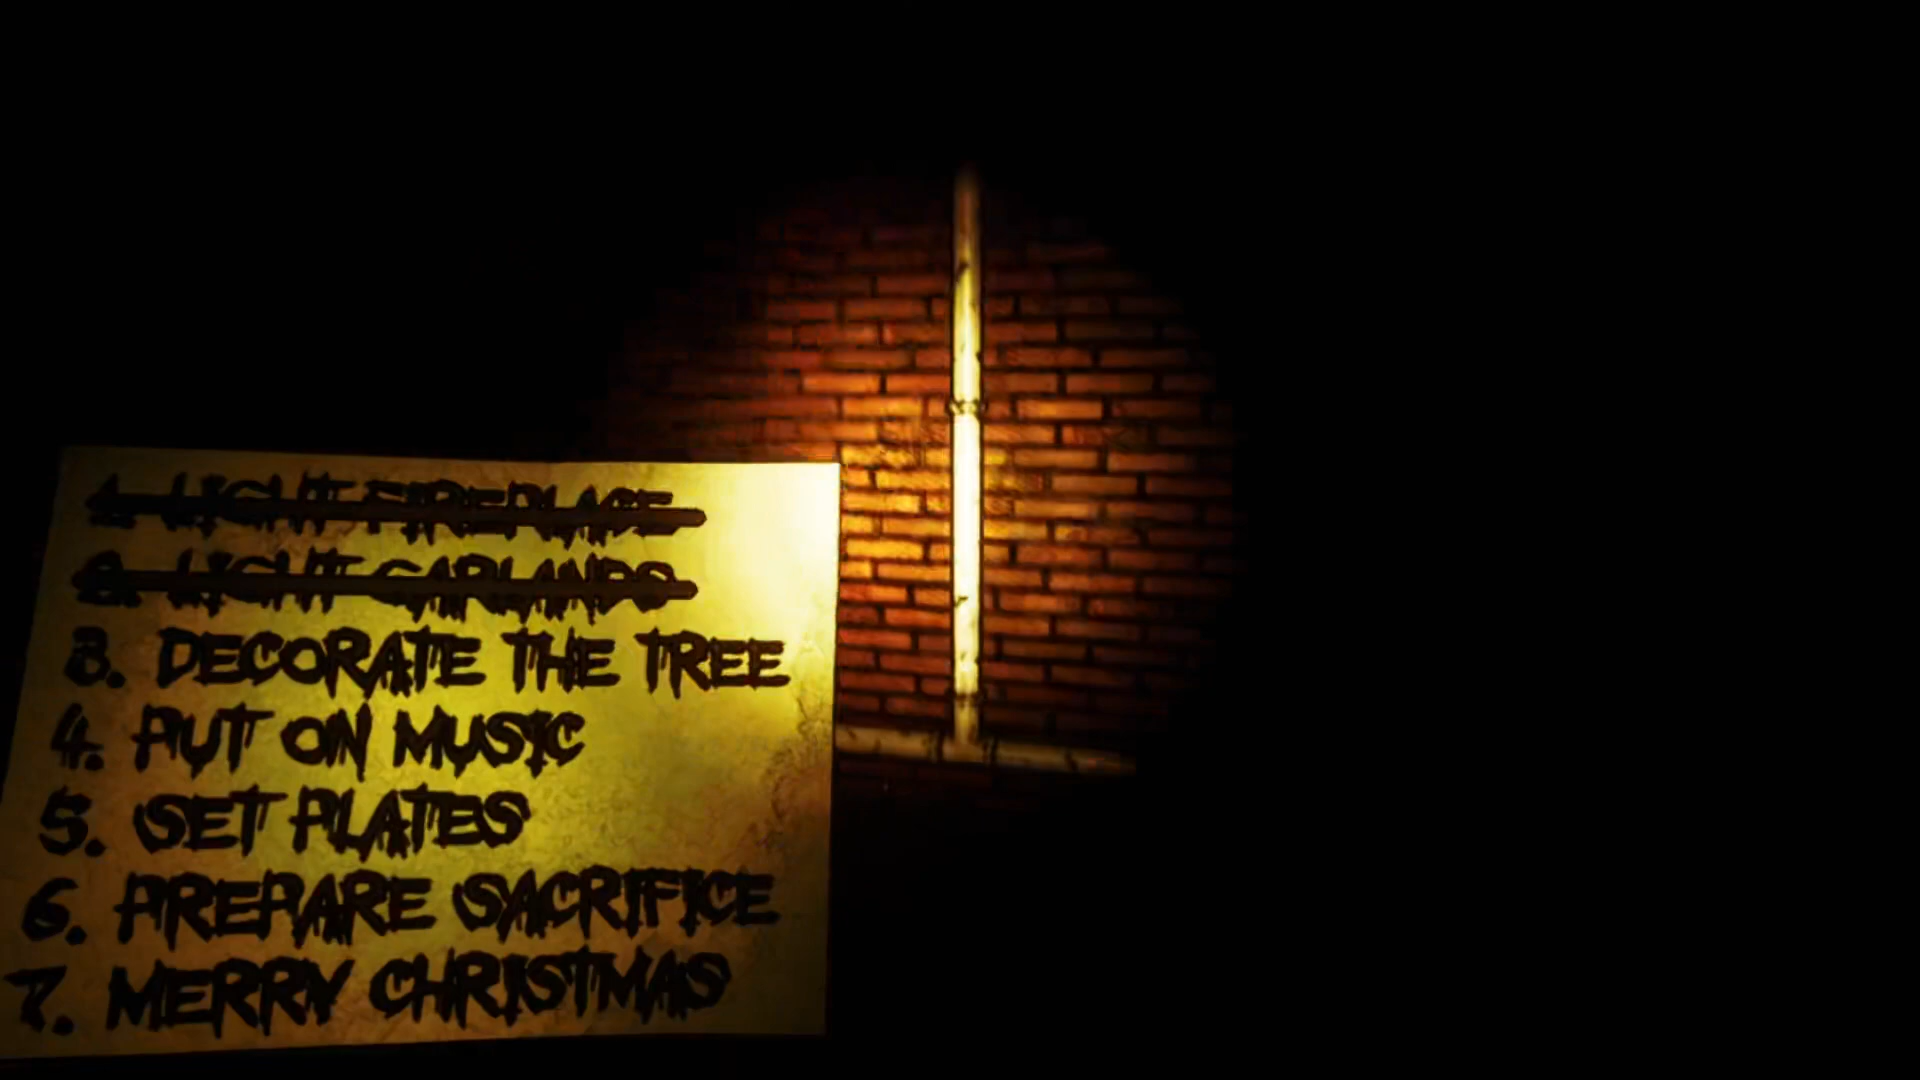 1. LIGHT FIREPLACE
2. LIGHT GARLANDS
3. DECORATE THE TREE
4. PUT ON MUSIC
5. SET PLATES
6. PREPARE SACRIFICE
7. MERRY CHRISTMAS